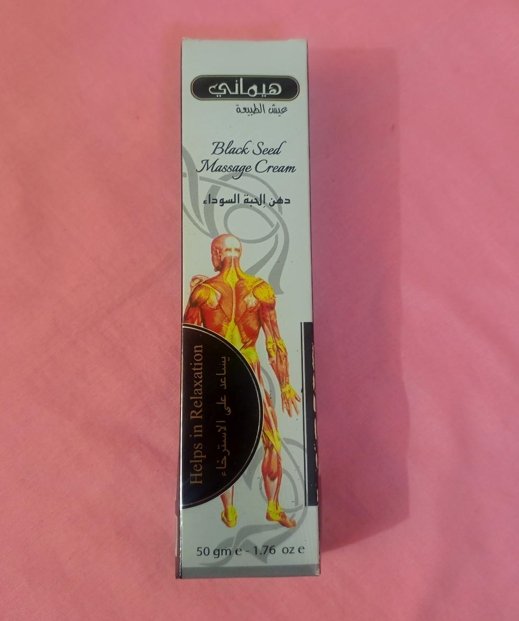 هيماني
عيش الطبيعة
Black Seed
Massage Cream
دهن الحبة السوداء
Helps in Relaxation
يساعد على الاسترخاء
50 gm e - 1.76 oz e